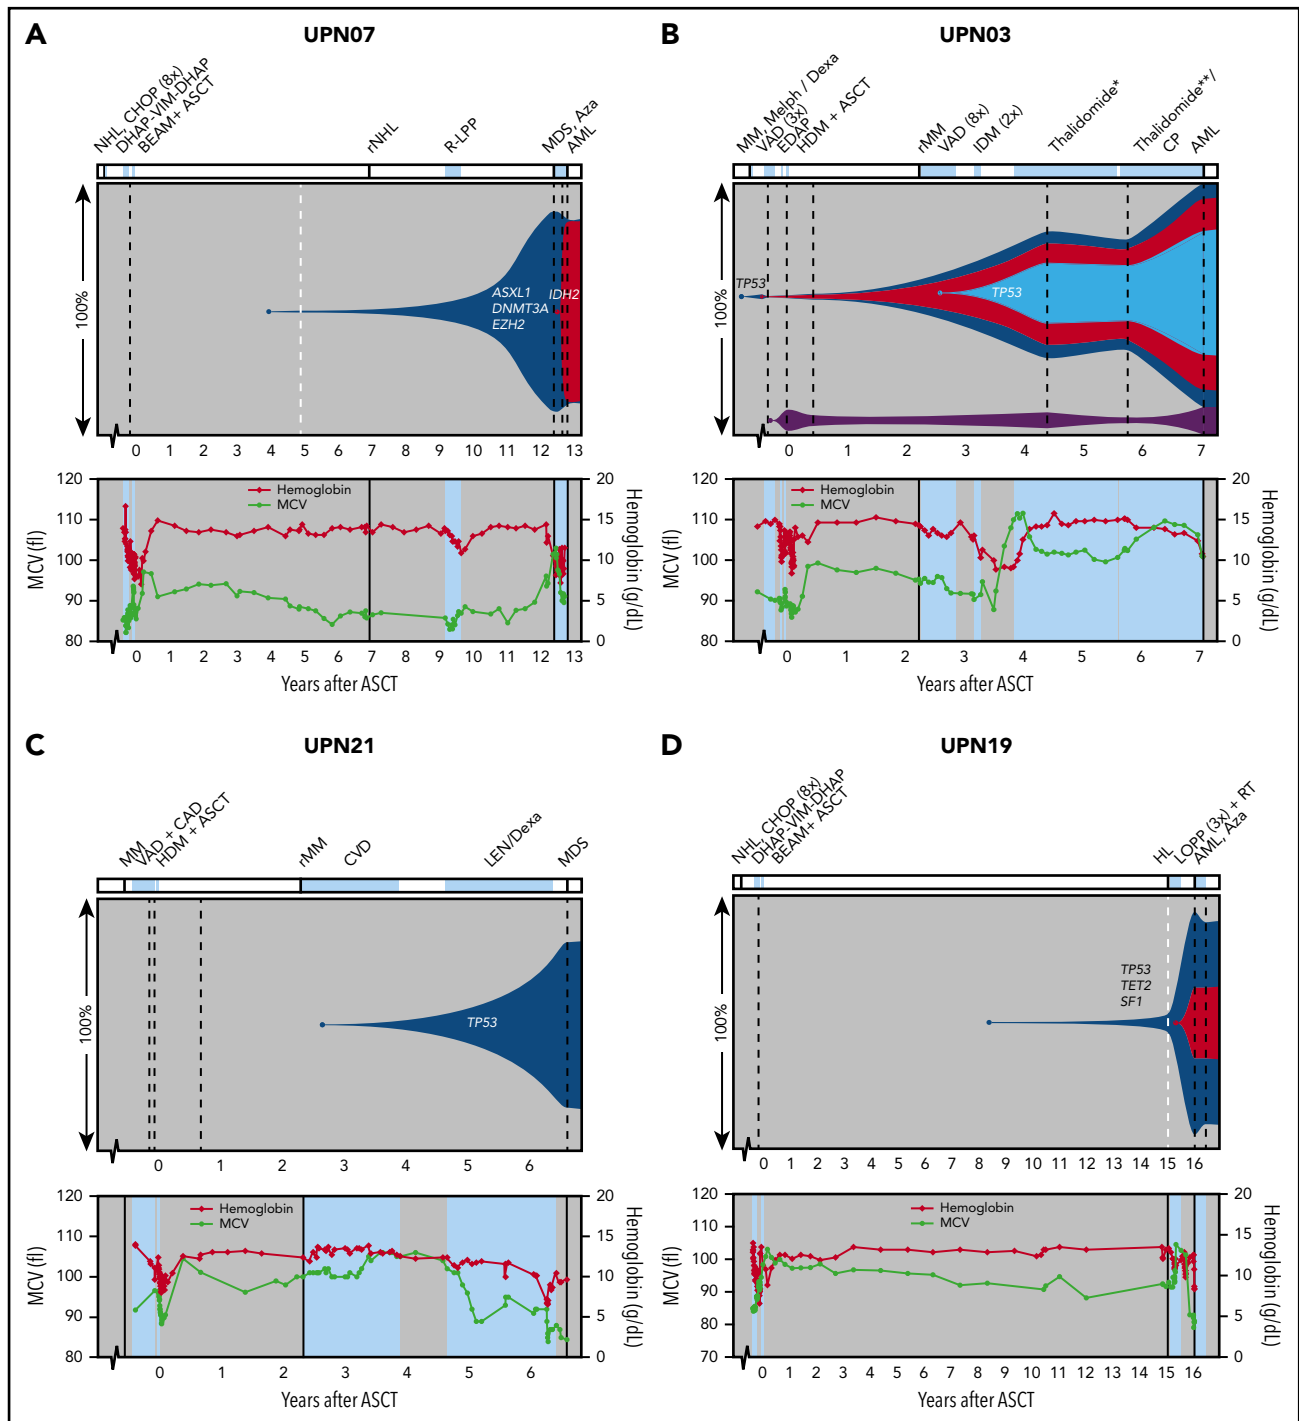 A
UPN07
NHL, CHOP (8x)
DHAP-VIM-DHAP
BEAM+ ASCT
rNHL
R-LPP
MDS, Aza
AML
100%
ASXL1
DNMT3A
EZH2
IDH2
0 1 2 3 4 5 6 7 8 9 10 11 12 13
120
110
100
90
80
MCV (fl)
Hemoglobin
MCV
20
15
10
5
0
Hemoglobin (g/dL)
0 1 2 3 4 5 6 7 8 9 10 11 12 13
Years after ASCT
B
UPN03
MM, Melph / Dexa
VAD (3x)
EDAP
HDM + ASCT
rMM
VAD (8x)
IDM (2x)
Thalidomide*
Thalidomide**/
CP
AML
100%
TP53
TP53
0 1 2 3 4 5 6 7
120
110
100
90
80
MCV (fl)
Hemoglobin
MCV
20
15
10
5
0
Hemoglobin (g/dL)
0 1 2 3 4 5 6 7
Years after ASCT
C
UPN21
MM
VAD + CAD
HDM + ASCT
rMM
CVD
LEN/Dexa
MDS
100%
TP53
0 1 2 3 4 5 6
120
110
100
90
80
MCV (fl)
Hemoglobin
MCV
20
15
10
5
0
Hemoglobin (g/dL)
0 1 2 3 4 5 6
Years after ASCT
D
UPN19
NHL, CHOP (8x)
DHAP-VIM-DHAP
BEAM+ ASCT
HL
LOPP (3x) + RT
AML, Aza
100%
TP53
TET2
SF1
0 1 2 3 4 5 6 7 8 9 10 11 12 13 14 15 16
120
110
100
90
80
70
MCV (fl)
Hemoglobin
MCV
20
15
10
5
0
Hemoglobin (g/dL)
0 1 2 3 4 5 6 7 8 9 10 11 12 13 14 15 16
Years after ASCT